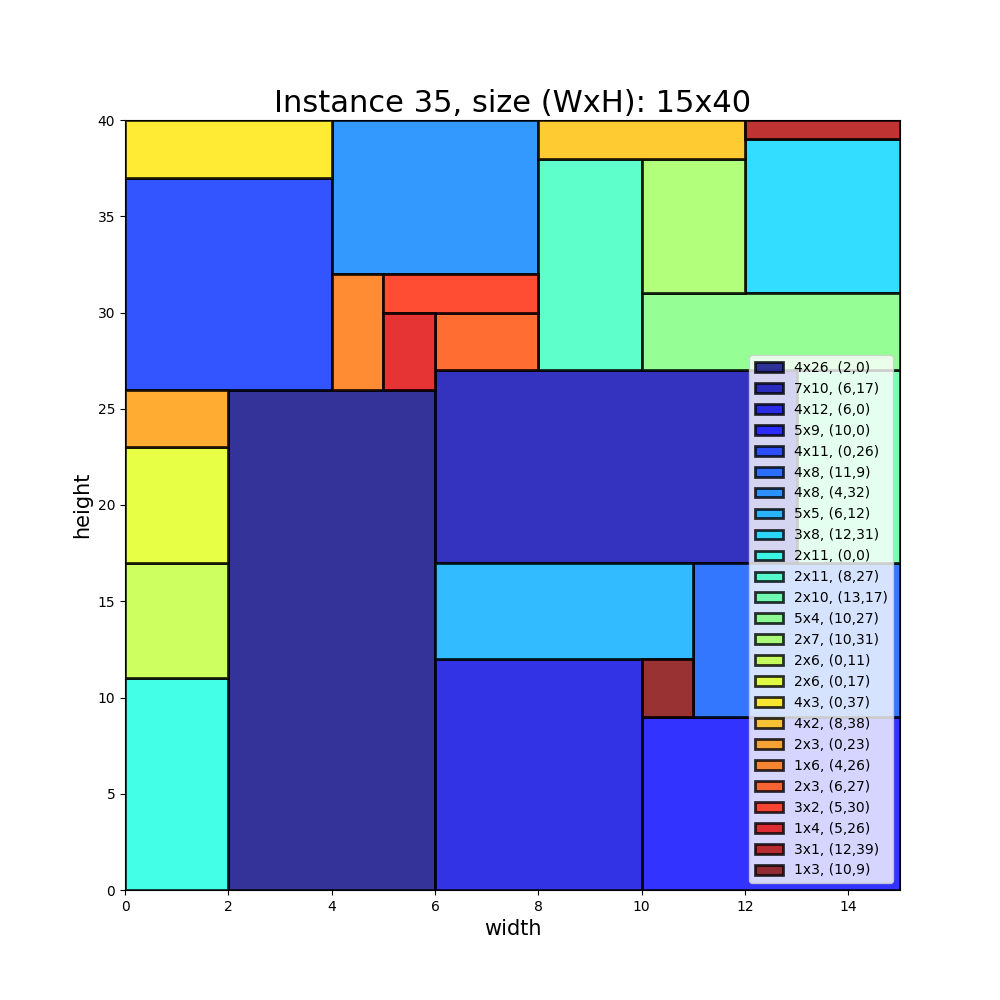 Instance 35, size (WxH): 15x40
40
35
30
25
20
15
10
5
0
height
4x26, (2,0)
7x10, (6,17)
4x12, (6,0)
5x9, (10,0)
4x11, (0,26)
4x8, (11,9)
4x8, (4,32)
5x5, (6,12)
3x8, (12,31)
2x11, (0,0)
2x11, (8,27)
2x10, (13,17)
5x4, (10,27)
2x7, (10,31)
2x6, (0,11)
2x6, (0,17)
4x3, (0,37)
4x2, (8,38)
2x3, (0,23)
1x6, (4,26)
2x3, (6,27)
3x2, (5,30)
1x4, (5,26)
3x1, (12,39)
1x3, (10,9)
0 2 4 6 8 10 12 14
width